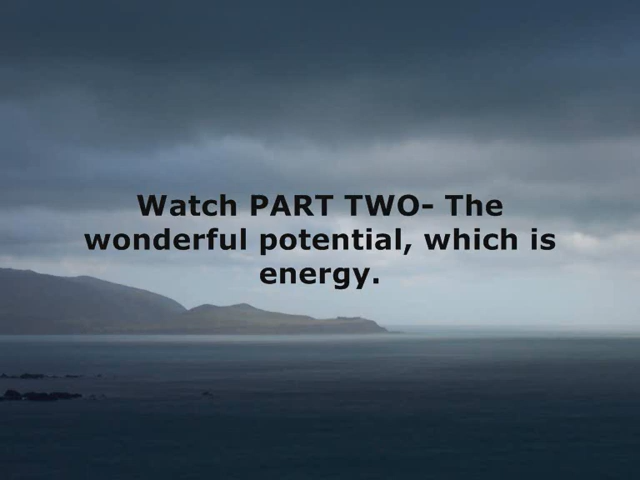 Watch PART TWO- The
wonderful potential, which is
energy.